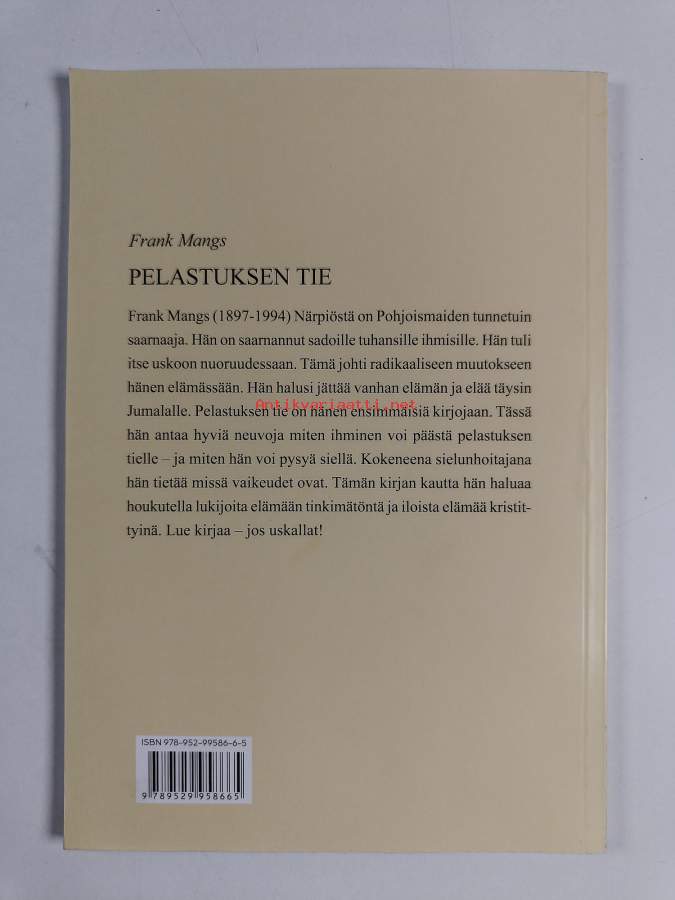 Frank Mangs
PELASTUKSEN TIE
Frank Mangs (1897-1994) Närpiöstä on Pohjoismaiden tunnetuin
saarnaaja. Hän on saarnannut sadoille tuhansille ihmisille. Hän tuli
itse uskoon nuoruudessaan. Tämä johti radikaaliseen muutokseen
hänen elämässään. Hän halusi jättää vanhan elämän ja elää täysin
Jumalalle. Pelastuksen tie on hänen ensimmäisiä kirjojaan. Tässä
Antikvariaatti.net
hän antaa hyviä neuvoja miten ihminen voi päästä pelastuksen
tielle – ja miten hän voi pysyä siellä. Kokeneena sielunhoitajana
hän tietää missä vaikeudet ovat. Tämän kirjan kautta hän haluaa
houkutella lukijoita elämään tinkimätöntä ja iloista elämää kristit-
tyinä. Lue kirjaa – jos uskallat!
ISBN 978-952-99586-6-5
9 789529 958665